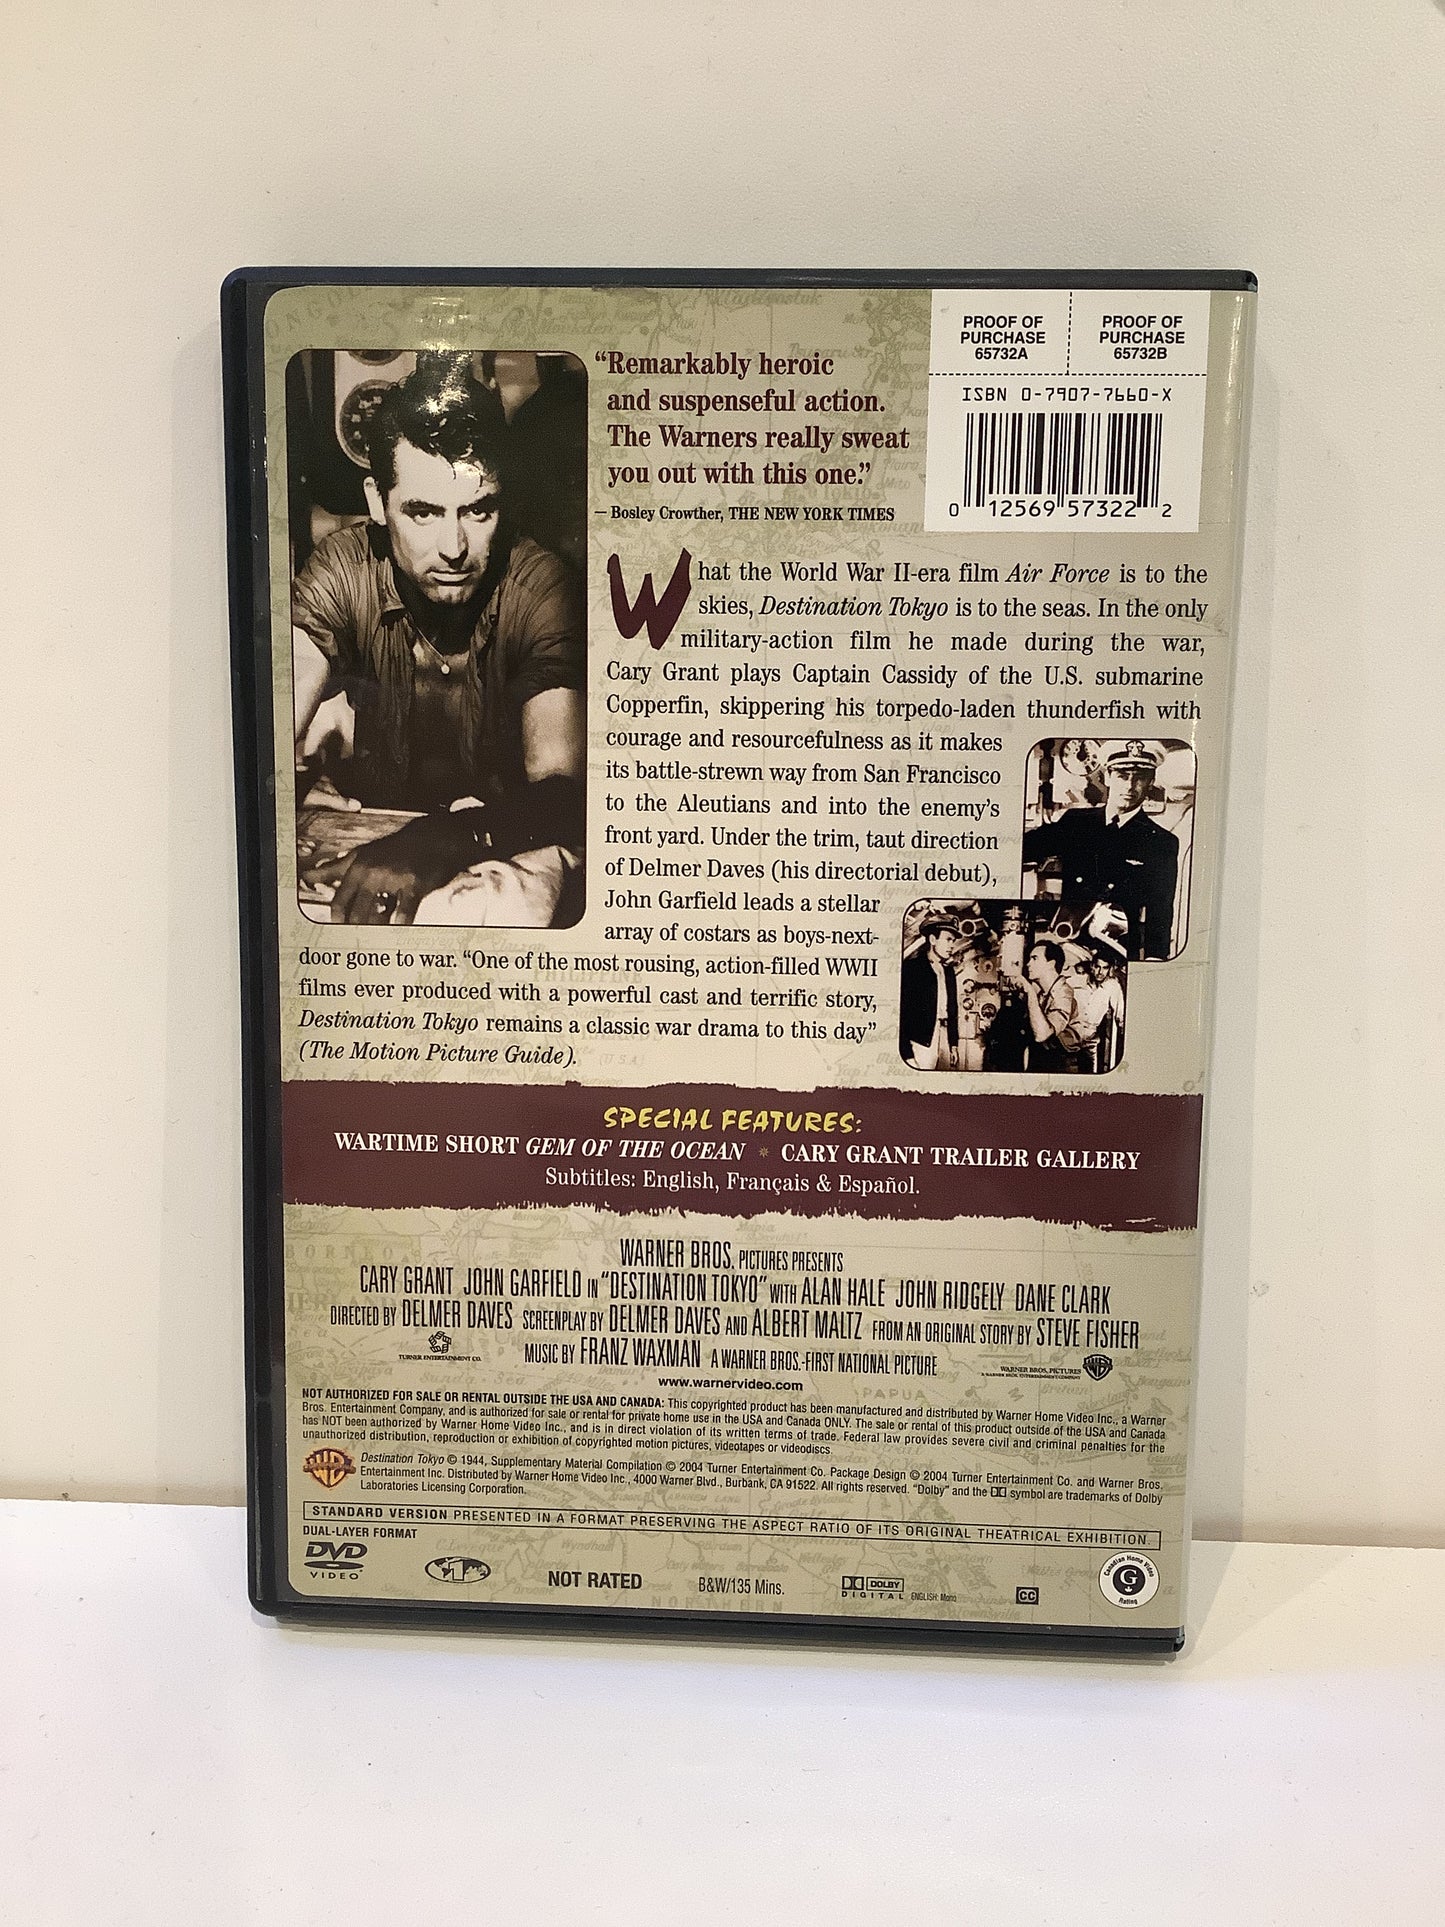 PROOF OF PURCHASE 65732A
PROOF OF PURCHASE 65732B
ISBN 0-7907-7660-X
0 12569 57322 2
“Remarkably heroic
and suspenseful action.
The Warners really sweat
you out with this one.”
— Bosley Crowther, THE NEW YORK TIMES
What the World War II-era film Air Force is to the
skies, Destination Tokyo is to the seas. In the only
military-action film he made during the war,
Cary Grant plays Captain Cassidy of the U.S. submarine
Copperfin, skippering his torpedo-laden thunderfish with
courage and resourcefulness as it makes
its battle-strewn way from San Francisco
to the Aleutians and into the enemy's
front yard. Under the trim, taut direction
of Delmer Daves (his directorial debut),
John Garfield leads a stellar
array of costars as boys-next-
door gone to war. “One of the most rousing, action-filled WWII
films ever produced with a powerful cast and terrific story,
Destination Tokyo remains a classic war drama to this day”
(The Motion Picture Guide).
SPECIAL FEATURES:
WARTIME SHORT GEM OF THE OCEAN * CARY GRANT TRAILER GALLERY
Subtitles: English, Français & Español.
WARNER BROS. PICTURES PRESENTS
CARY GRANT JOHN GARFIELD IN “DESTINATION TOKYO” WITH ALAN HALE JOHN RIDGELY DANE CLARK
DIRECTED BY DELMER DAVES SCREENPLAY BY DELMER DAVES AND ALBERT MALTZ FROM AN ORIGINAL STORY BY STEVE FISHER
TURNER ENTERTAINMENT CO. MUSIC BY FRANZ WAXMAN A WARNER BROS.-FIRST NATIONAL PICTURE WARNER BROS. PICTURES
www.warnervideo.com
NOT AUTHORIZED FOR SALE OR RENTAL OUTSIDE THE USA AND CANADA: This copyrighted product has been manufactured and distributed by Warner Home Video Inc., a Warner
Bros. Entertainment Company, and is authorized for sale or rental for private home use in the USA and Canada ONLY. The sale or rental of this product outside of the USA and Canada
has NOT been authorized by Warner Home Video Inc., and is in direct violation of its written terms of trade. Federal law provides severe civil and criminal penalties for the
unauthorized distribution, reproduction or exhibition of copyrighted motion pictures, videotapes or videodiscs.
Destination Tokyo © 1944, Supplementary Material Compilation © 2004 Turner Entertainment Co. Package Design © 2004 Turner Entertainment Co. and Warner Bros.
Entertainment Inc. Distributed by Warner Home Video Inc., 4000 Warner Blvd., Burbank, CA 91522. All rights reserved. “Dolby” and the DD symbol are trademarks of Dolby
Laboratories Licensing Corporation.
STANDARD VERSION PRESENTED IN A FORMAT PRESERVING THE ASPECT RATIO OF ITS ORIGINAL THEATRICAL EXHIBITION.
DUAL-LAYER FORMAT
DVD VIDEO
1
NOT RATED
B&W/135 Mins.
DOLBY DIGITAL ENGLISH: Mono
CC
Canadian Home Video Rating G